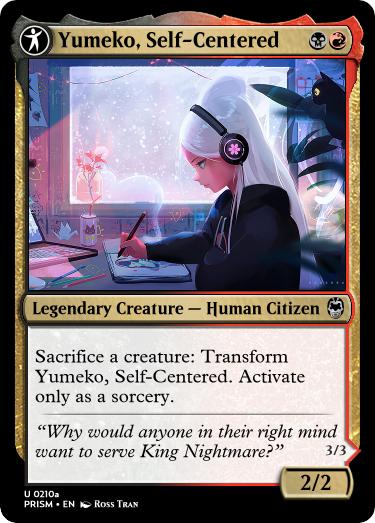 Yumeko, Self-Centered
Legendary Creature — Human Citizen
Sacrifice a creature: Transform
Yumeko, Self-Centered. Activate
only as a sorcery.
“Why would anyone in their right mind
want to serve King Nightmare?”
3/3
2/2
U 0210a
PRISM • EN Ross Tran